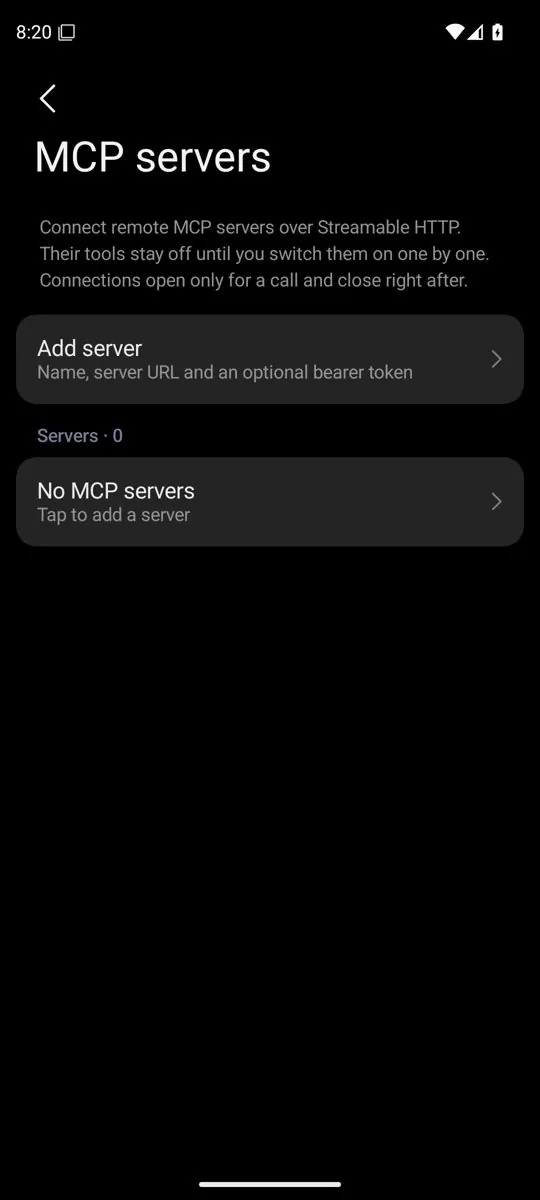 8:20
MCP servers
Connect remote MCP servers over Streamable HTTP.
Their tools stay off until you switch them on one by one.
Connections open only for a call and close right after.
Add server
Name, server URL and an optional bearer token
Servers · 0
No MCP servers
Tap to add a server